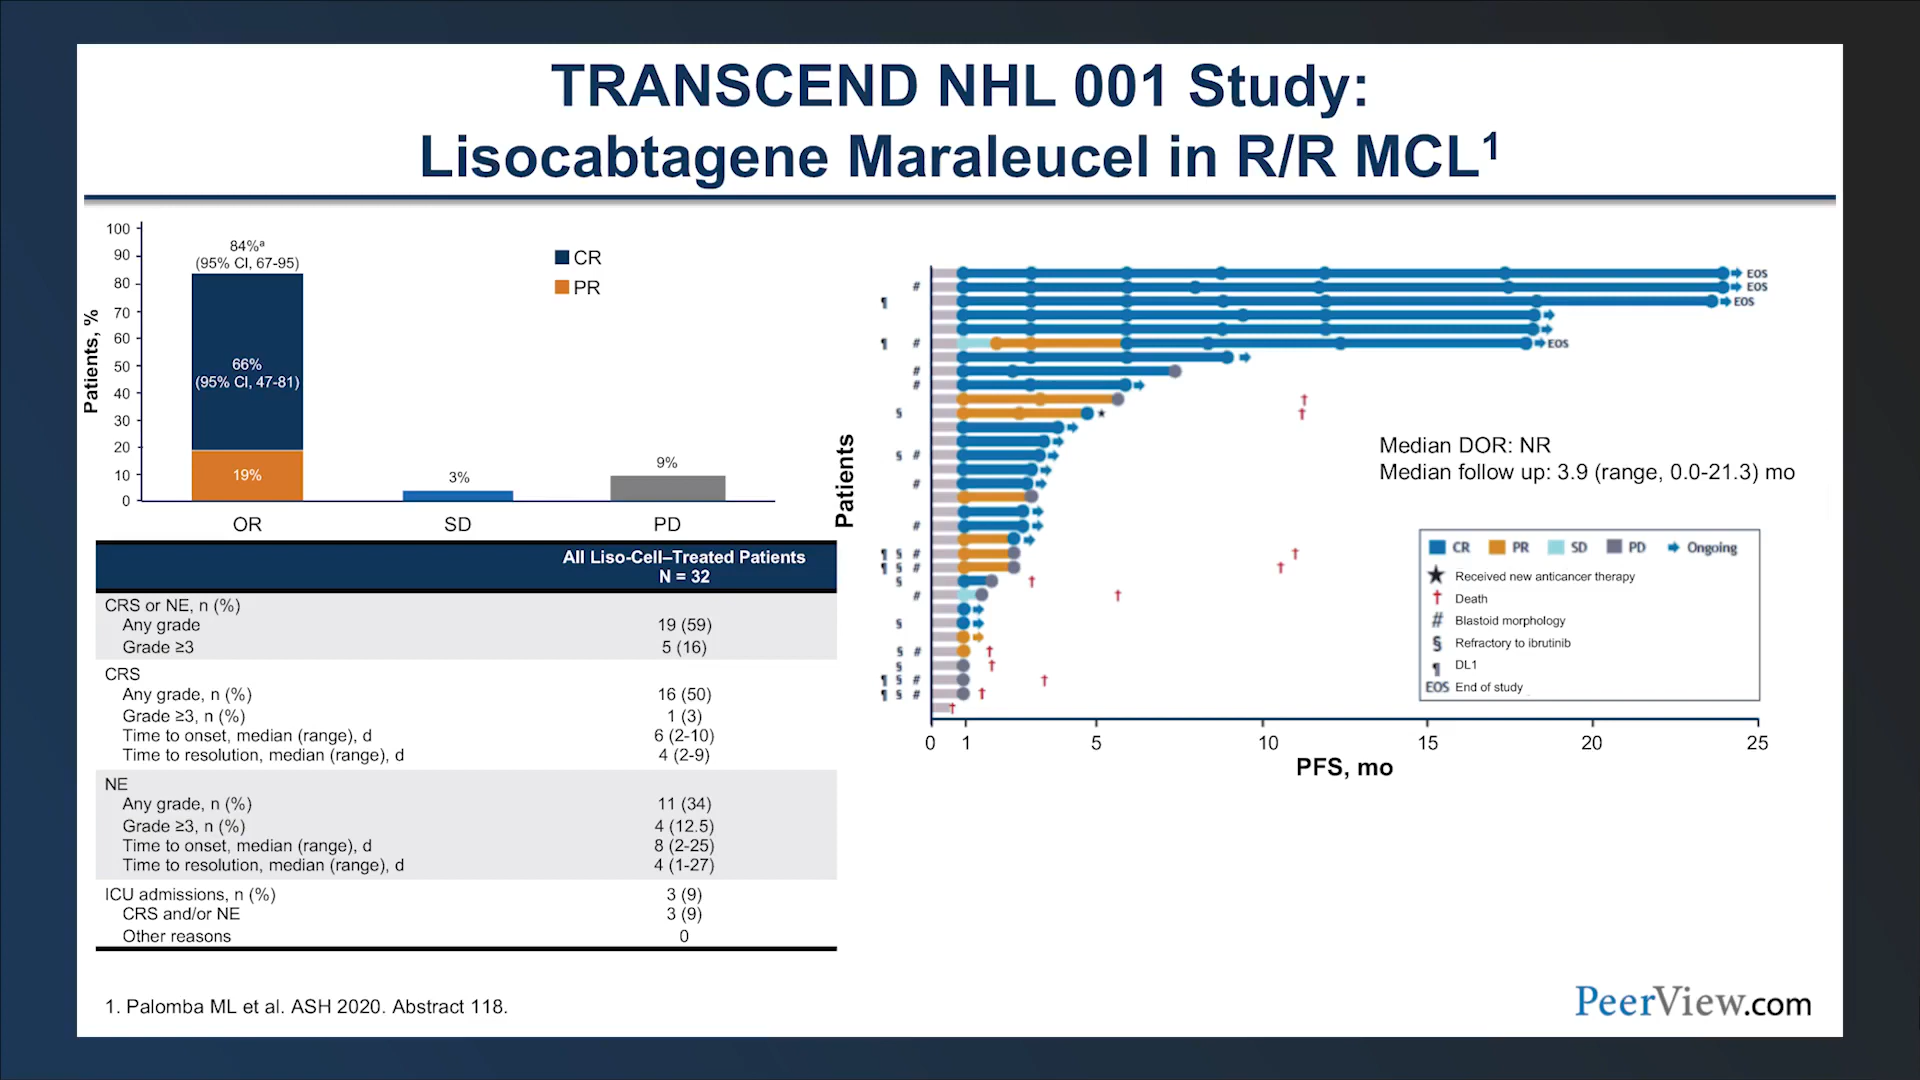 TRANSCEND NHL 001 Study:
Lisocabtagene Maraleucel in R/R MCL¹
Patients, %
100
90
80
70
60
50
40
30
20
10
0
84%ᵃ
(95% CI, 67-95)
66%
(95% CI, 47-81)
19%
3%
9%
OR
SD
PD
CR
PR
All Liso-Cell–Treated Patients
N = 32
CRS or NE, n (%)
Any grade 19 (59)
Grade ≥3 5 (16)
CRS
Any grade, n (%) 16 (50)
Grade ≥3, n (%) 1 (3)
Time to onset, median (range), d 6 (2-10)
Time to resolution, median (range), d 4 (2-9)
NE
Any grade, n (%) 11 (34)
Grade ≥3, n (%) 4 (12.5)
Time to onset, median (range), d 8 (2-25)
Time to resolution, median (range), d 4 (1-27)
ICU admissions, n (%) 3 (9)
CRS and/or NE 3 (9)
Other reasons 0
Patients
EOS
# EOS
¶ EOS
¶ # EOS
#
#
†
§ ★ †
§ #
#
#
¶ § # †
¶ § # †
§ †
# †
§
§ # †
§ †
¶ § # †
¶ § # †
†
0 1 5 10 15 20 25
PFS, mo
Median DOR: NR
Median follow up: 3.9 (range, 0.0-21.3) mo
CR PR SD PD Ongoing
★ Received new anticancer therapy
† Death
# Blastoid morphology
§ Refractory to ibrutinib
¶ DL1
EOS End of study
1. Palomba ML et al. ASH 2020. Abstract 118.
PeerView.com